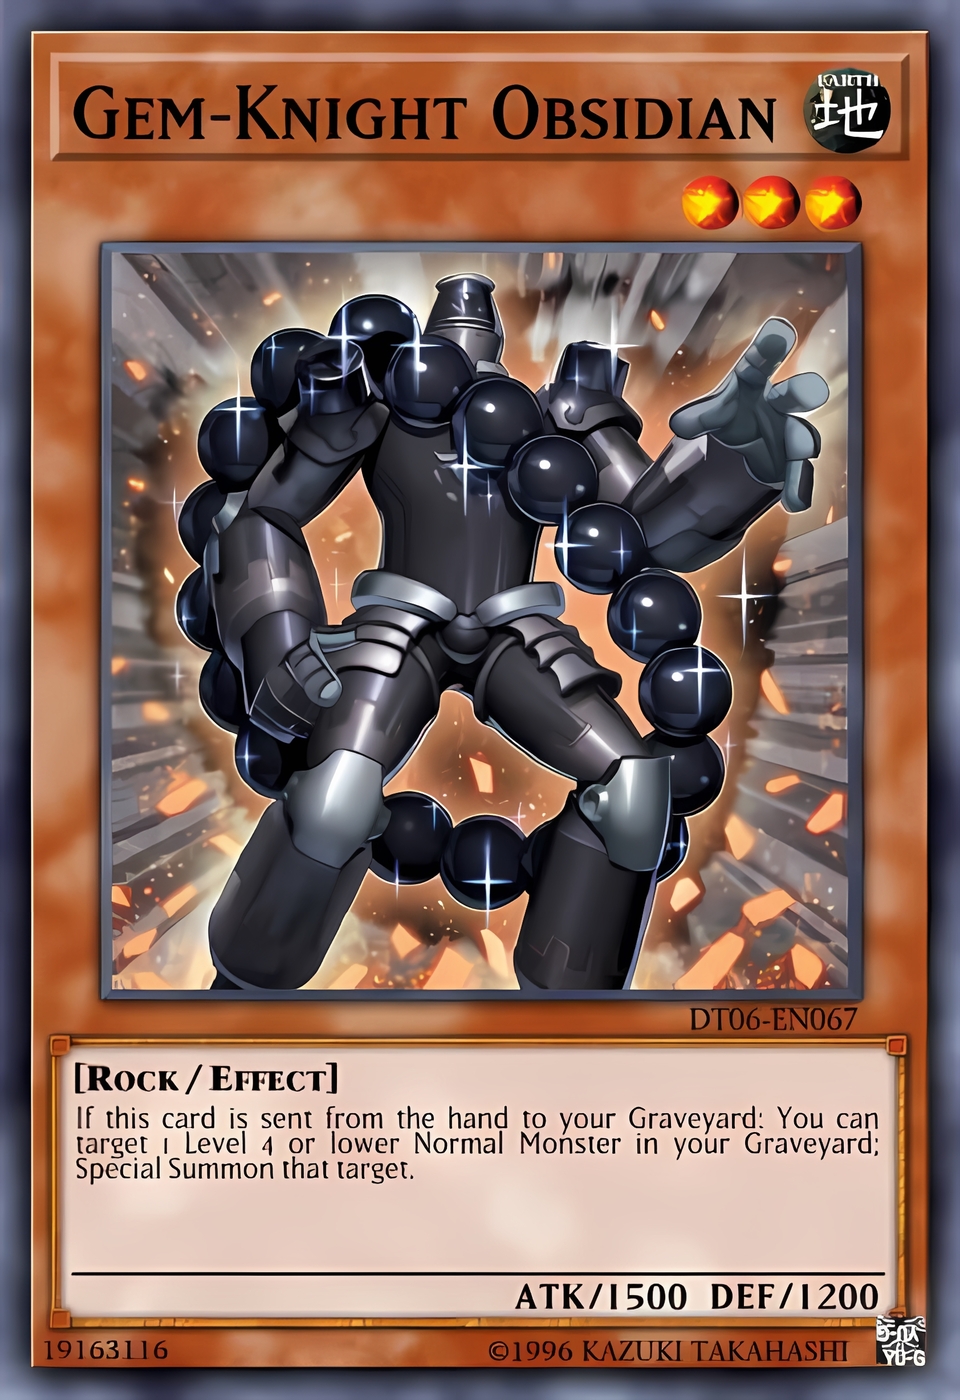 Gem-Knight Obsidian
EARTH
地
DT06-EN067
[Rock / Effect]
If this card is sent from the hand to your Graveyard: You can
target 1 Level 4 or lower Normal Monster in your Graveyard;
Special Summon that target.
ATK/1500 DEF/1200
19163116
©1996 KAZUKI TAKAHASHI